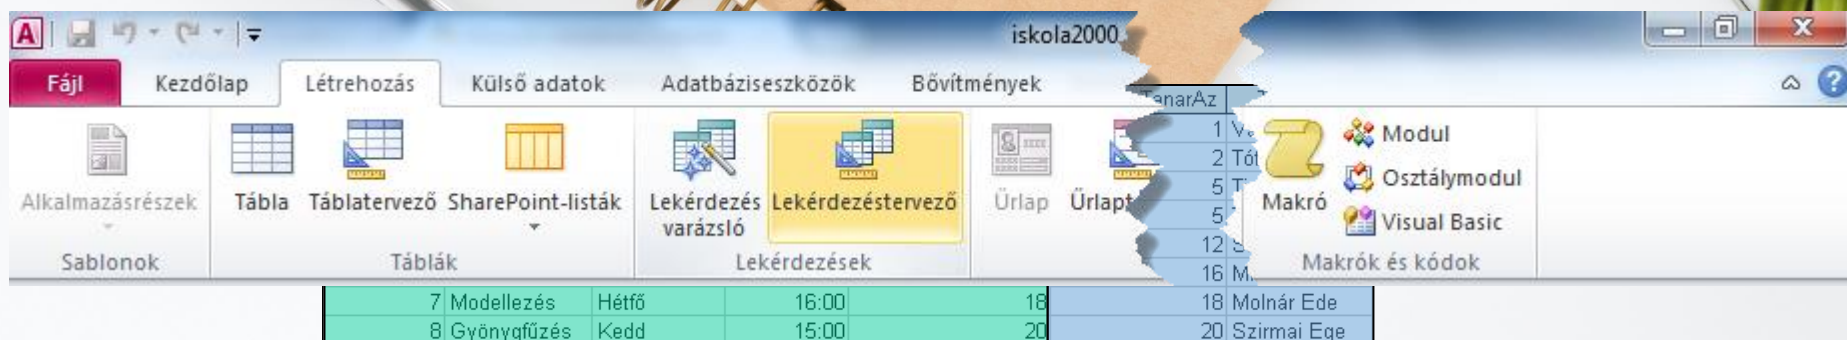 iskola2000
Fájl Kezdőlap Létrehozás Külső adatok Adatbáziseszközök Bővítmények
TanarAz
1
2 Tót
5
5
12
16
Alkalmazásrészek Tábla Táblatervező SharePoint-listák Lekérdezés varázsló Lekérdezéstervező Űrlap Makró
Modul
Osztálymodul
Visual Basic
Sablonok Táblák Lekérdezések Makrók és kódok
7 Modellezés Hétfő 16:00 18 18 Molnár Ede
8 Gyöngyfűzés Kedd 15:00 20 20 Szirmai Ege